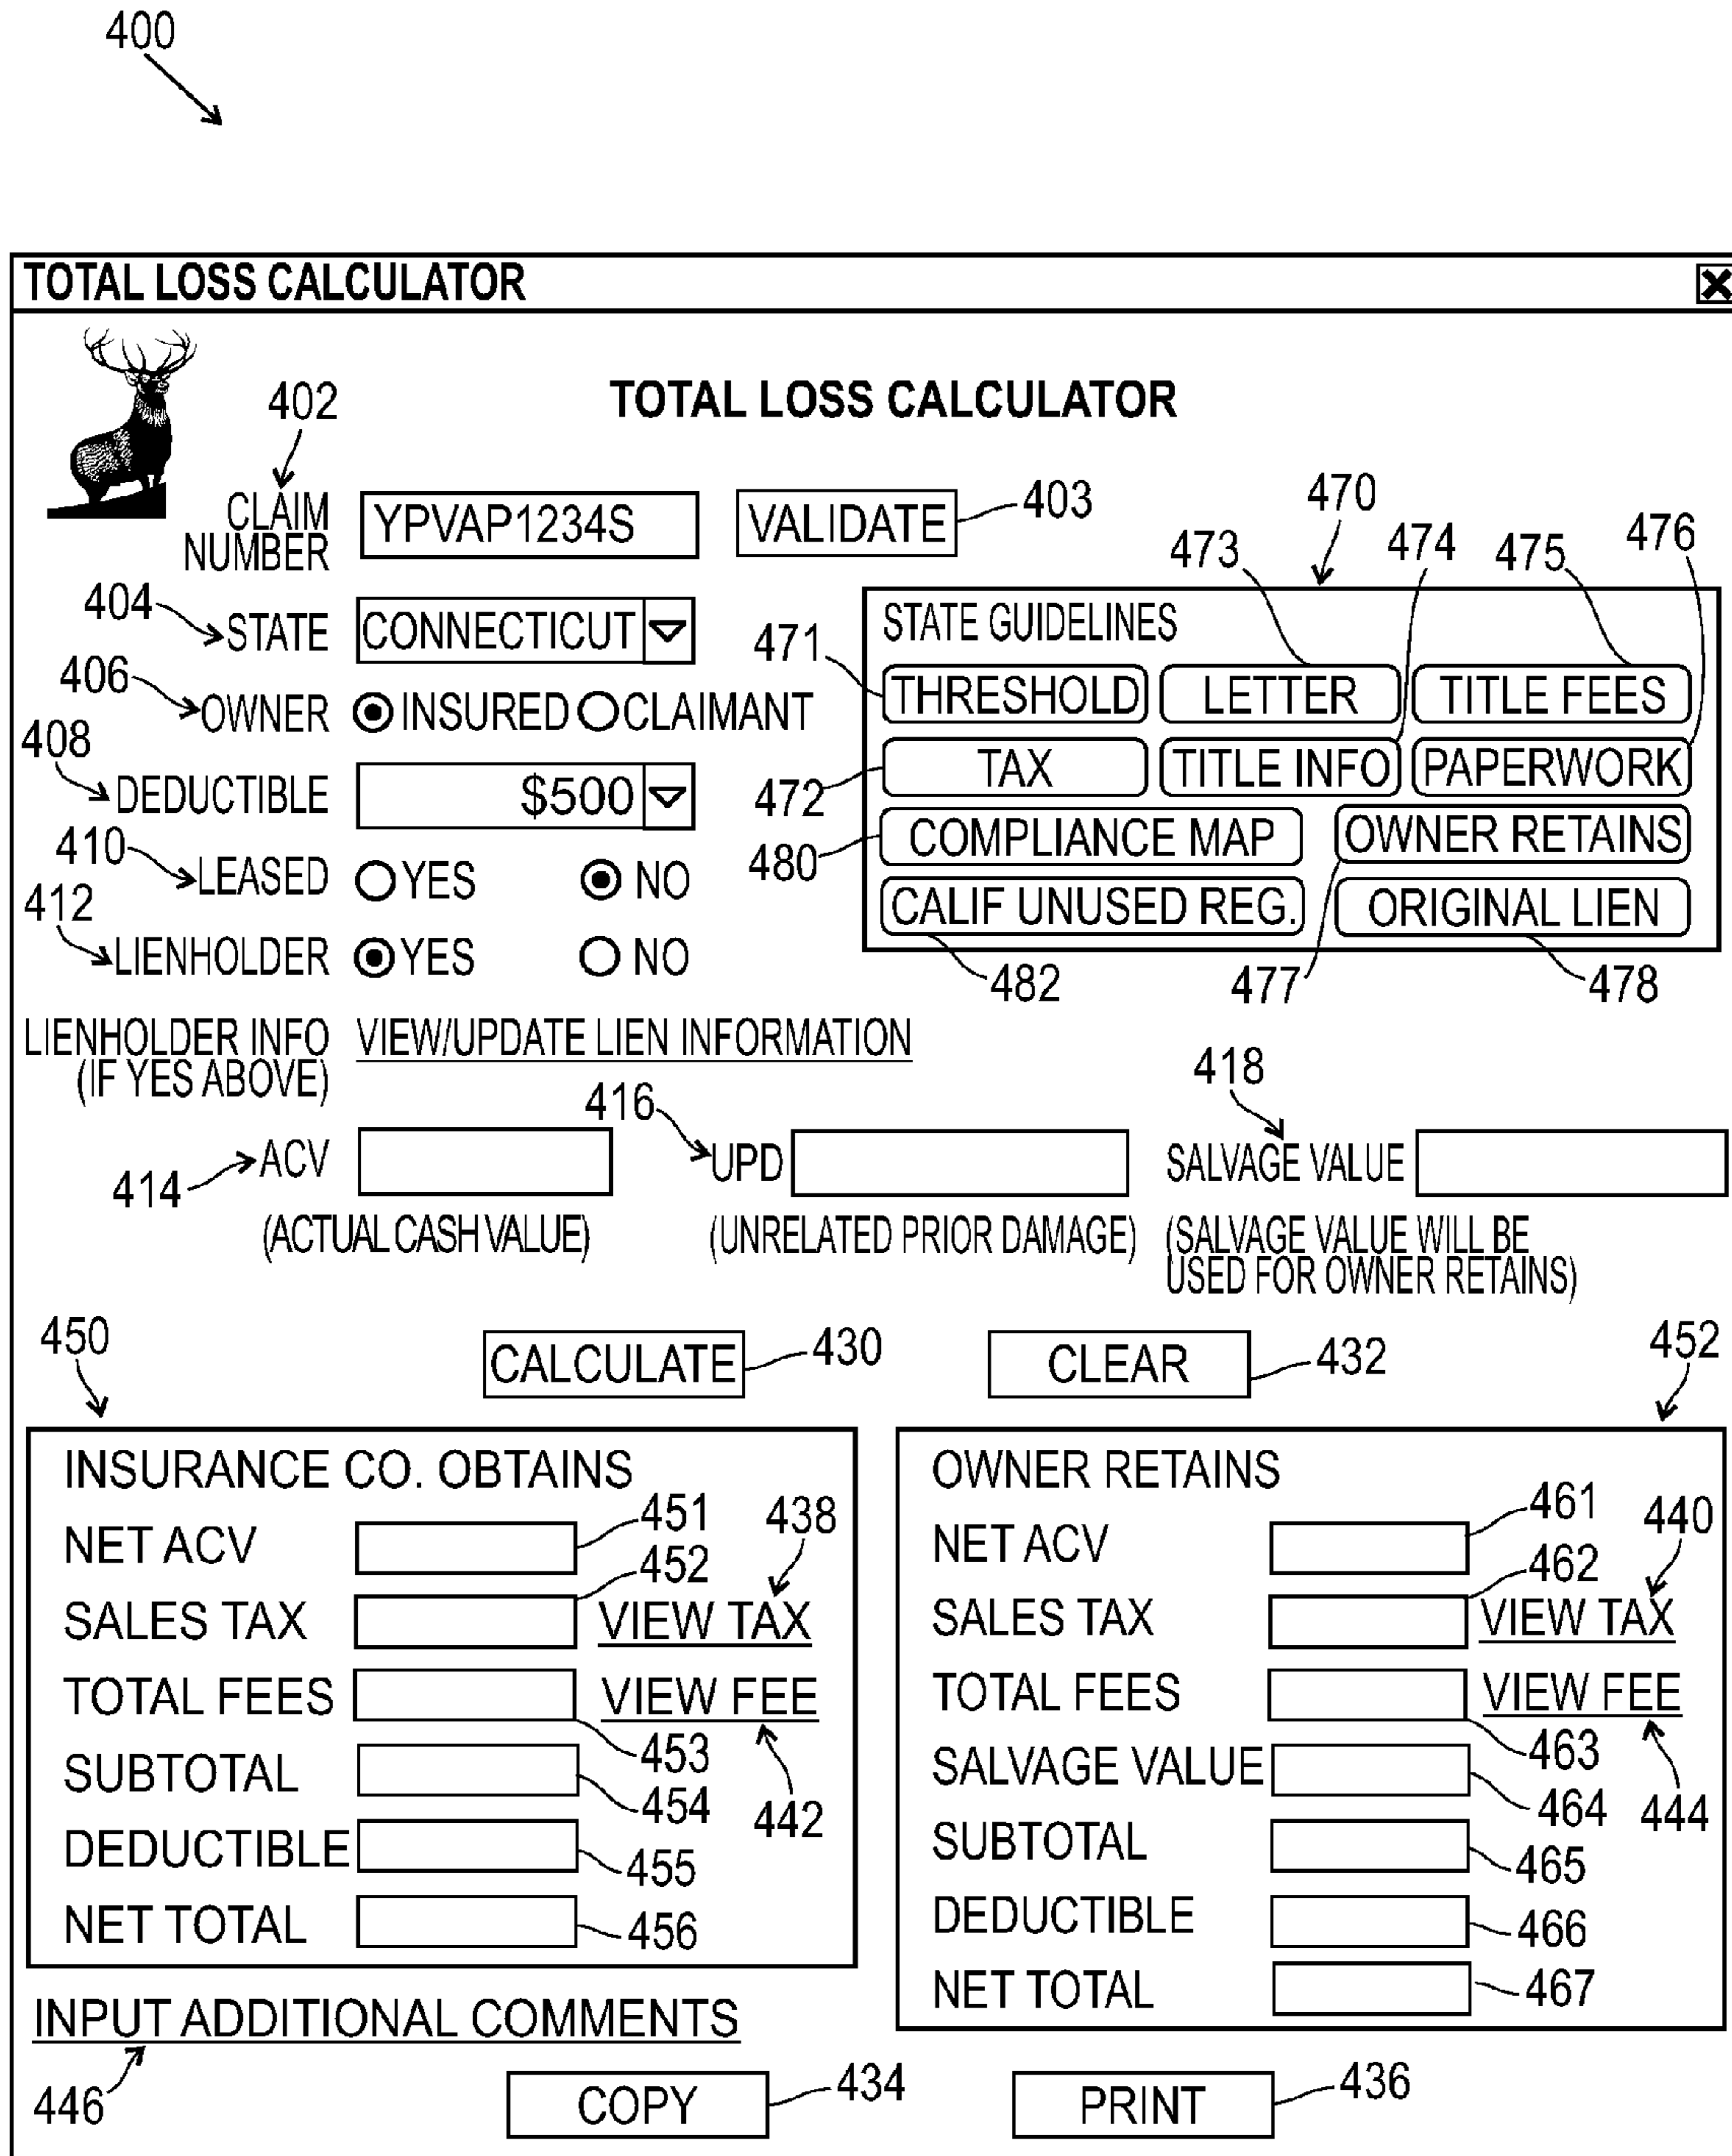 400
TOTAL LOSS CALCULATOR
402
TOTAL LOSS CALCULATOR
CLAIM NUMBER YPVAP1234S VALIDATE 403
470
473 474 475 476
404 STATE CONNECTICUT
STATE GUIDELINES
406 OWNER INSURED CLAIMANT
471 THRESHOLD LETTER TITLE FEES
408 DEDUCTIBLE $500
472 TAX TITLE INFO PAPERWORK
410 LEASED YES NO
480 COMPLIANCE MAP OWNER RETAINS
412 LIENHOLDER YES NO
CALIF UNUSED REG. ORIGINAL LIEN
482 477 478
LIENHOLDER INFO VIEW/UPDATE LIEN INFORMATION
(IF YES ABOVE)
416 418
414 ACV UPD SALVAGE VALUE
(ACTUAL CASH VALUE) (UNRELATED PRIOR DAMAGE) (SALVAGE VALUE WILL BE
USED FOR OWNER RETAINS)
450 CALCULATE 430 CLEAR 432 452
INSURANCE CO. OBTAINS
NET ACV 451 438
SALES TAX 452 VIEW TAX
TOTAL FEES VIEW FEE
453
SUBTOTAL 454 442
DEDUCTIBLE 455
NET TOTAL 456
OWNER RETAINS
NET ACV 461 440
SALES TAX 462 VIEW TAX
TOTAL FEES VIEW FEE
463
SALVAGE VALUE 464 444
SUBTOTAL 465
DEDUCTIBLE 466
NET TOTAL 467
INPUT ADDITIONAL COMMENTS
446 COPY 434 PRINT 436